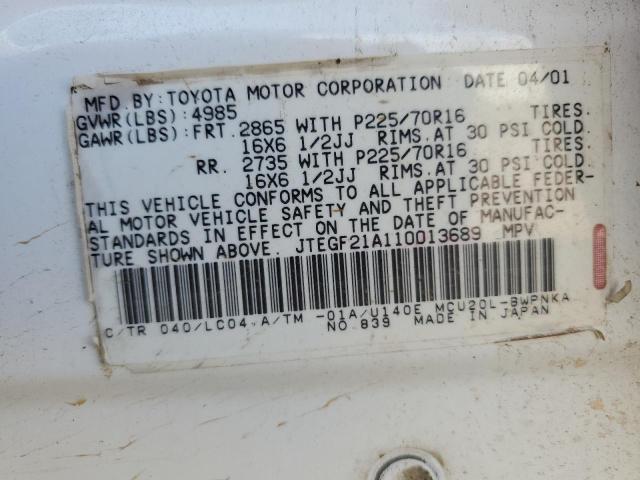 MFD. BY: TOYOTA MOTOR CORPORATION DATE 04/01
GVWR(LBS): 4985
GAWR(LBS): FRT. 2865 WITH P225/70R16 TIRES.
16X6 1/2JJ RIMS. AT 30 PSI COLD.
RR. 2735 WITH P225/70R16 TIRES.
16X6 1/2JJ RIMS. AT 30 PSI COLD.
THIS VEHICLE CONFORMS TO ALL APPLICABLE FEDER-
AL MOTOR VEHICLE SAFETY AND THEFT PREVENTION
STANDARDS IN EFFECT ON THE DATE OF MANUFAC-
TURE SHOWN ABOVE. JTEGF21A110013689 MPV
C/TR 040/LC04 A/TM -01A/U140E MCU20L-BWPNKA
NO.839 MADE IN JAPAN